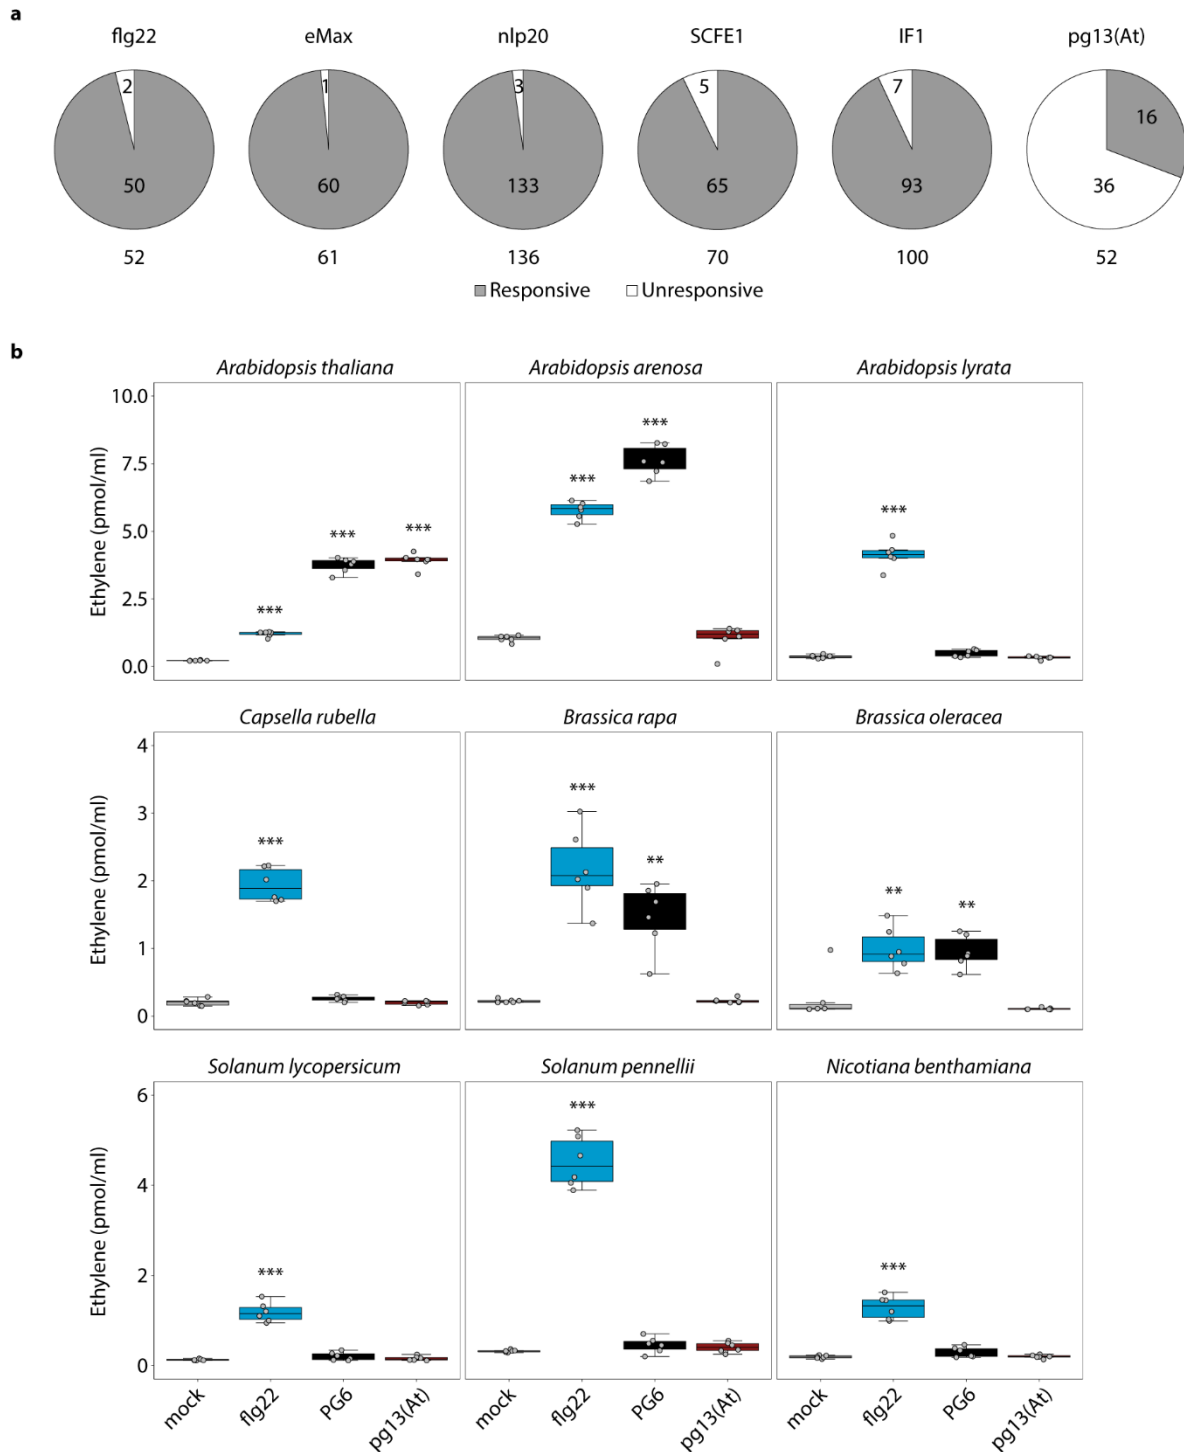 a
flg22 eMax nlp20 SCFE1 IF1 pg13(At)
2 1 3 5 7 16
50 60 133 65 93 36
52 61 136 70 100 52
Responsive Unresponsive
b
Arabidopsis thaliana Arabidopsis arenosa Arabidopsis lyrata
Ethylene (pmol/ml)
10.0
7.5
5.0
2.5
0.0
*** *** ***
*** ***
***
Capsella rubella Brassica rapa Brassica oleracea
Ethylene (pmol/ml)
4
3
2
1
0
***
*** **
** **
Solanum lycopersicum Solanum pennellii Nicotiana benthamiana
Ethylene (pmol/ml)
6
4
2
0
***
***
***
mock flg22 PG6 pg13(At) mock flg22 PG6 pg13(At) mock flg22 PG6 pg13(At)